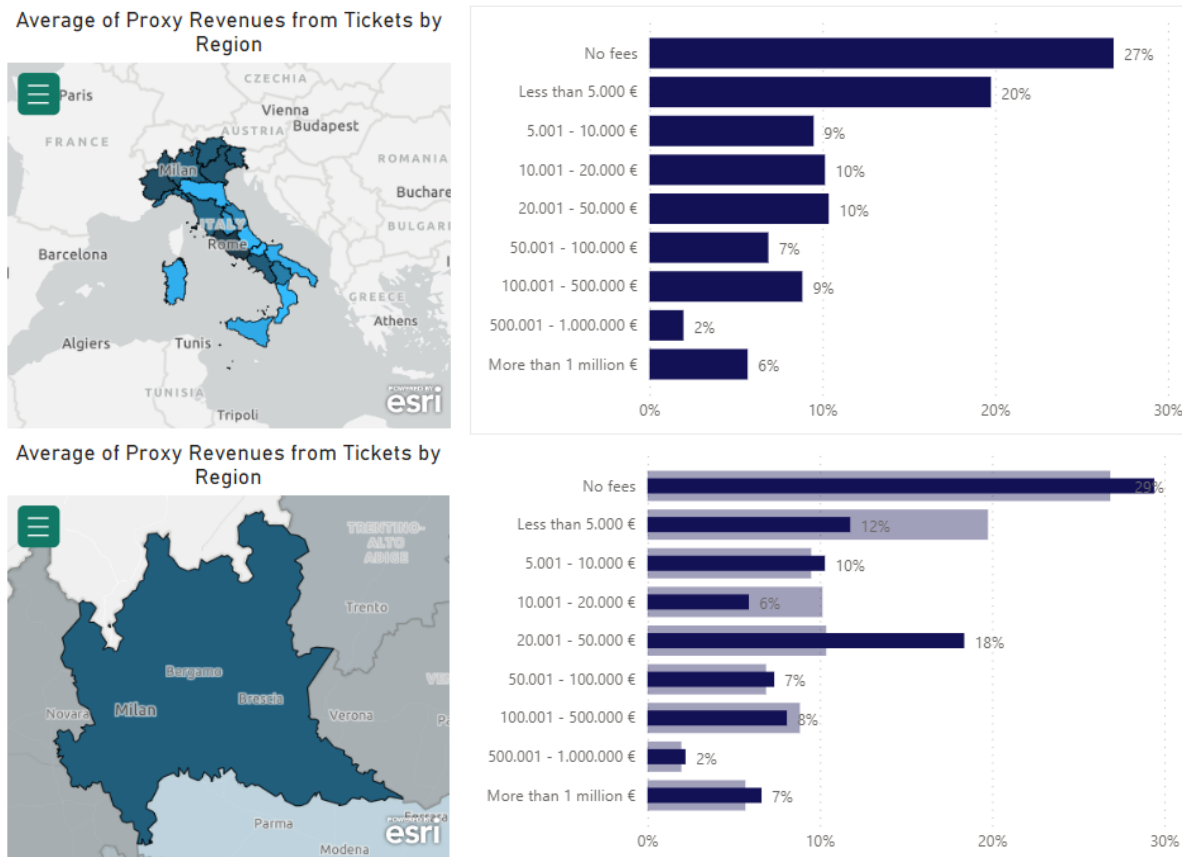 Average of Proxy Revenues from Tickets by
Region
CZECHIA
Paris
Vienna
AUSTRIA
Budapest
FRANCE
ROMANIA
Milan
Buchare
ITALY
BULGARI
Rome
Barcelona
GREECE
Athens
Algiers
Tunis
TUNISIA
POWERED BY
esri
Tripoli
No fees
27%
Less than 5.000 €
20%
5.001 - 10.000 €
9%
10.001 - 20.000 €
10%
20.001 - 50.000 €
10%
50.001 - 100.000 €
7%
100.001 - 500.000 €
9%
500.001 - 1.000.000 €
2%
More than 1 million €
6%
0%
10%
20%
30%
Average of Proxy Revenues from Tickets by
Region
TRENTINO-
ALTO
ADIGE
Trento
Bergamo
Brescia
Milan
Novara
Verona
VE
Pa
Parma
Ferrara
POWERED BY
esri
Modena
No fees
29%
Less than 5.000 €
12%
5.001 - 10.000 €
10%
10.001 - 20.000 €
6%
20.001 - 50.000 €
18%
50.001 - 100.000 €
7%
100.001 - 500.000 €
8%
500.001 - 1.000.000 €
2%
More than 1 million €
7%
0%
10%
20%
30%